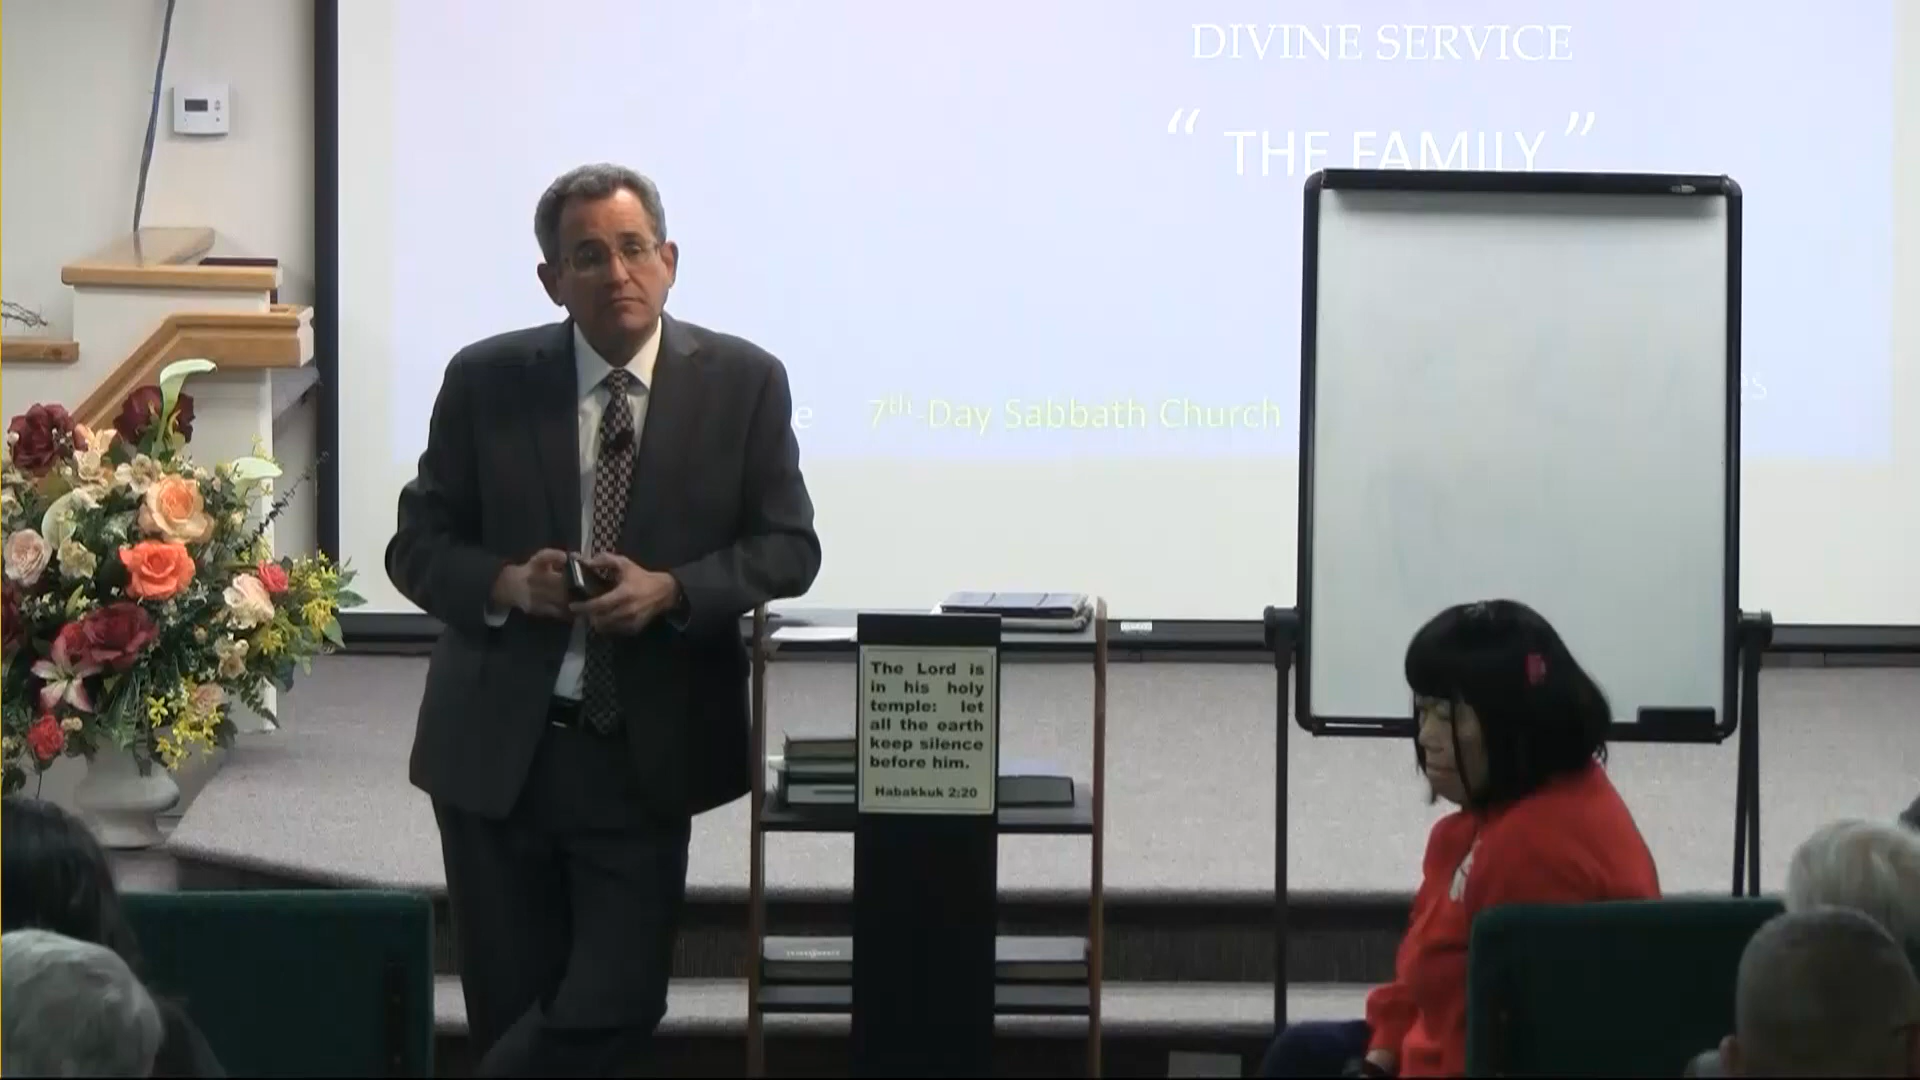 DIVINE SERVICE
“ THE FAMILY ”
7th-Day Sabbath Church
The Lord is
in his holy
temple: let
all the earth
keep silence
before him.
Habakkuk 2:20